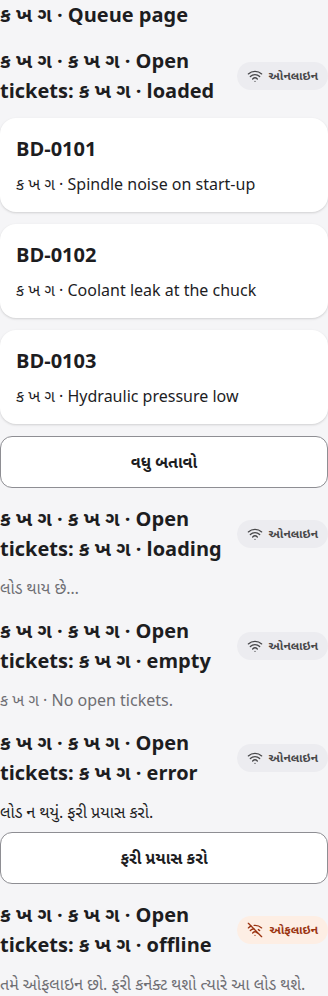 ક ખ ગ · Queue page
ક ખ ગ · ક ખ ગ · Open
tickets: ક ખ ગ · loaded
ઓનલાઇન
BD-0101
ક ખ ગ · Spindle noise on start-up
BD-0102
ક ખ ગ · Coolant leak at the chuck
BD-0103
ક ખ ગ · Hydraulic pressure low
વધુ બતાવો
ક ખ ગ · ક ખ ગ · Open
tickets: ક ખ ગ · loading
ઓનલાઇન
લોડ થાય છે…
ક ખ ગ · ક ખ ગ · Open
tickets: ક ખ ગ · empty
ઓનલાઇન
ક ખ ગ · No open tickets.
ક ખ ગ · ક ખ ગ · Open
tickets: ક ખ ગ · error
ઓનલાઇન
લોડ ન થયું. ફરી પ્રયાસ કરો.
ફરી પ્રયાસ કરો
ક ખ ગ · ક ખ ગ · Open
tickets: ક ખ ગ · offline
ઓફલાઇન
તમે ઓફલાઇન છો. ફરી કનેક્ટ થશો ત્યારે આ લોડ થશે.